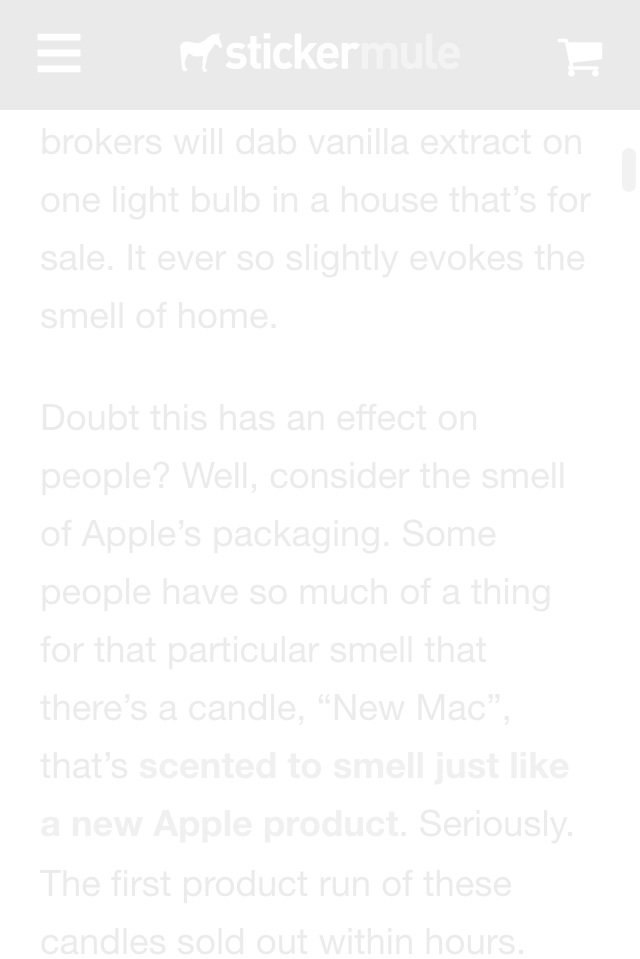 stickermule
brokers will dab vanilla extract on
one light bulb in a house that’s for
sale. It ever so slightly evokes the
smell of home.
Doubt this has an effect on
people? Well, consider the smell
of Apple’s packaging. Some
people have so much of a thing
for that particular smell that
there’s a candle, “New Mac”,
that’s scented to smell just like
a new Apple product. Seriously.
The first product run of these
candles sold out within hours.